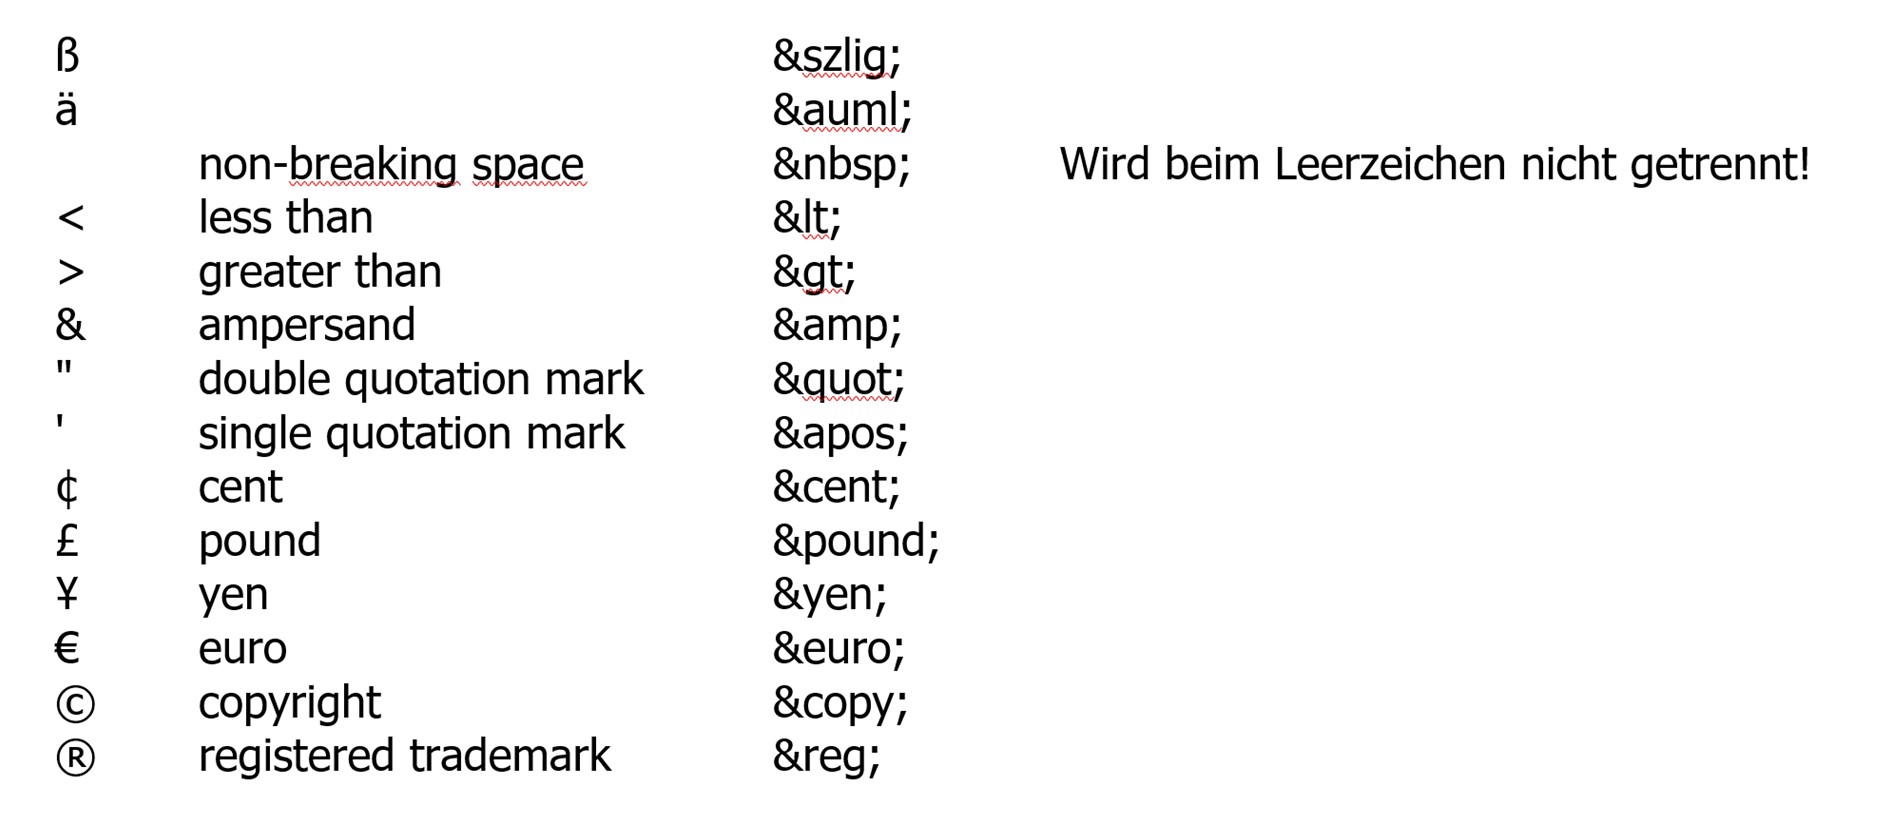 ß &szlig;
ä &auml;
non-breaking space &nbsp; Wird beim Leerzeichen nicht getrennt!
< less than &lt;
> greater than &gt;
& ampersand &amp;
" double quotation mark &quot;
' single quotation mark &apos;
¢ cent &cent;
£ pound &pound;
¥ yen &yen;
€ euro &euro;
© copyright &copy;
® registered trademark &reg;